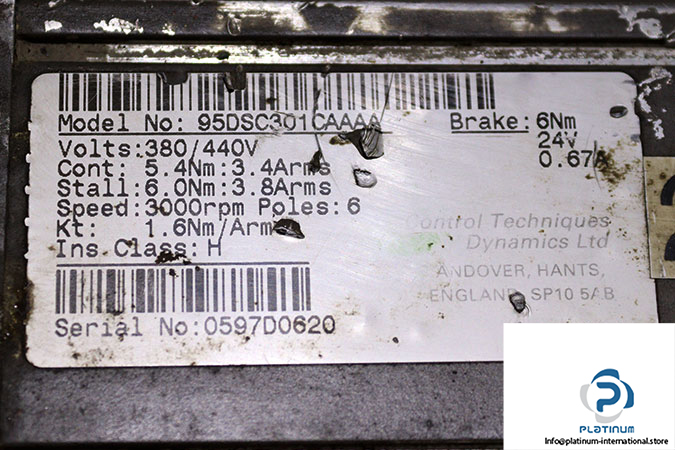 Model No: 95DSC301CAAAA
Brake: 6Nm
24V
0.67A
Volts: 380/440V
Cont: 5.4Nm: 3.4Arms
Stall: 6.0Nm: 3.8Arms
Speed: 3000rpm Poles: 6
Kt: 1.6Nm/Arm
Ins Class: H
Control Techniques
Dynamics Ltd
ANDOVER, HANTS,
ENGLAND SP10 5AB
Serial No: 0597D0620
P
PLATINUM
Info@platinum-international.store